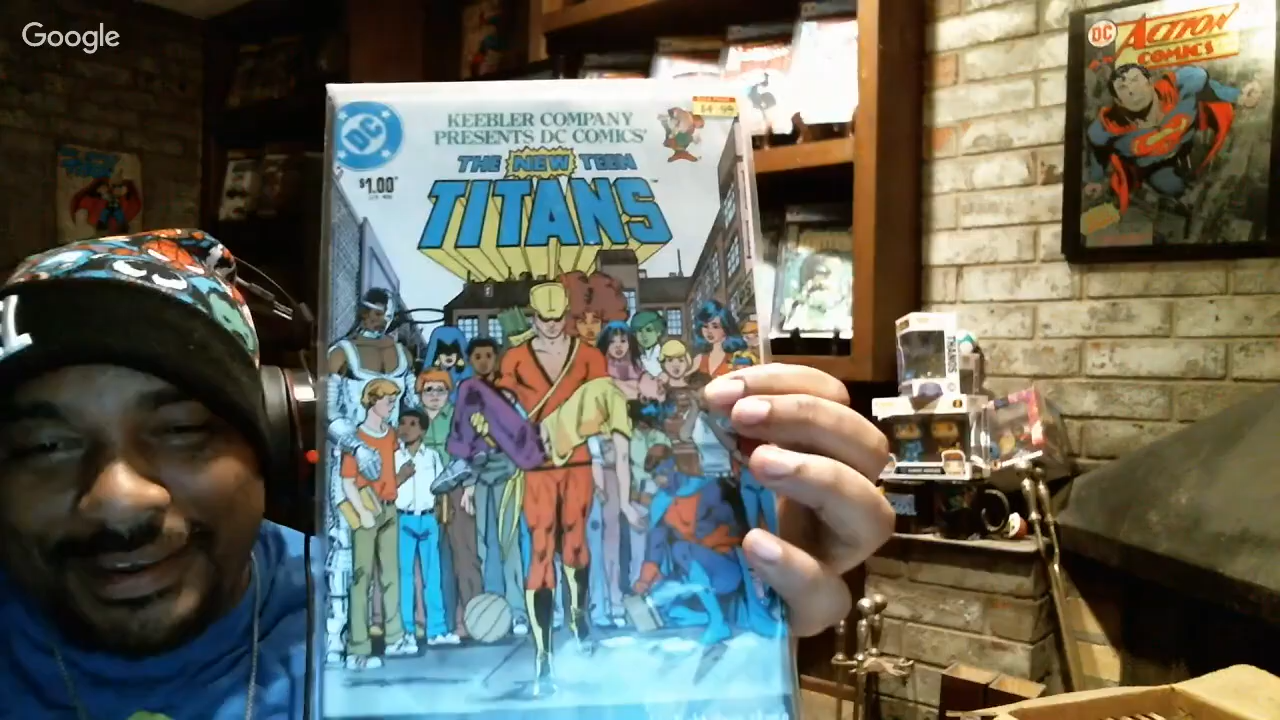 Google
DC
KEEBLER COMPANY
PRESENTS DC COMICS'
THE NEW TEEN
TITANS
$1.00
DC
ACTION
COMICS